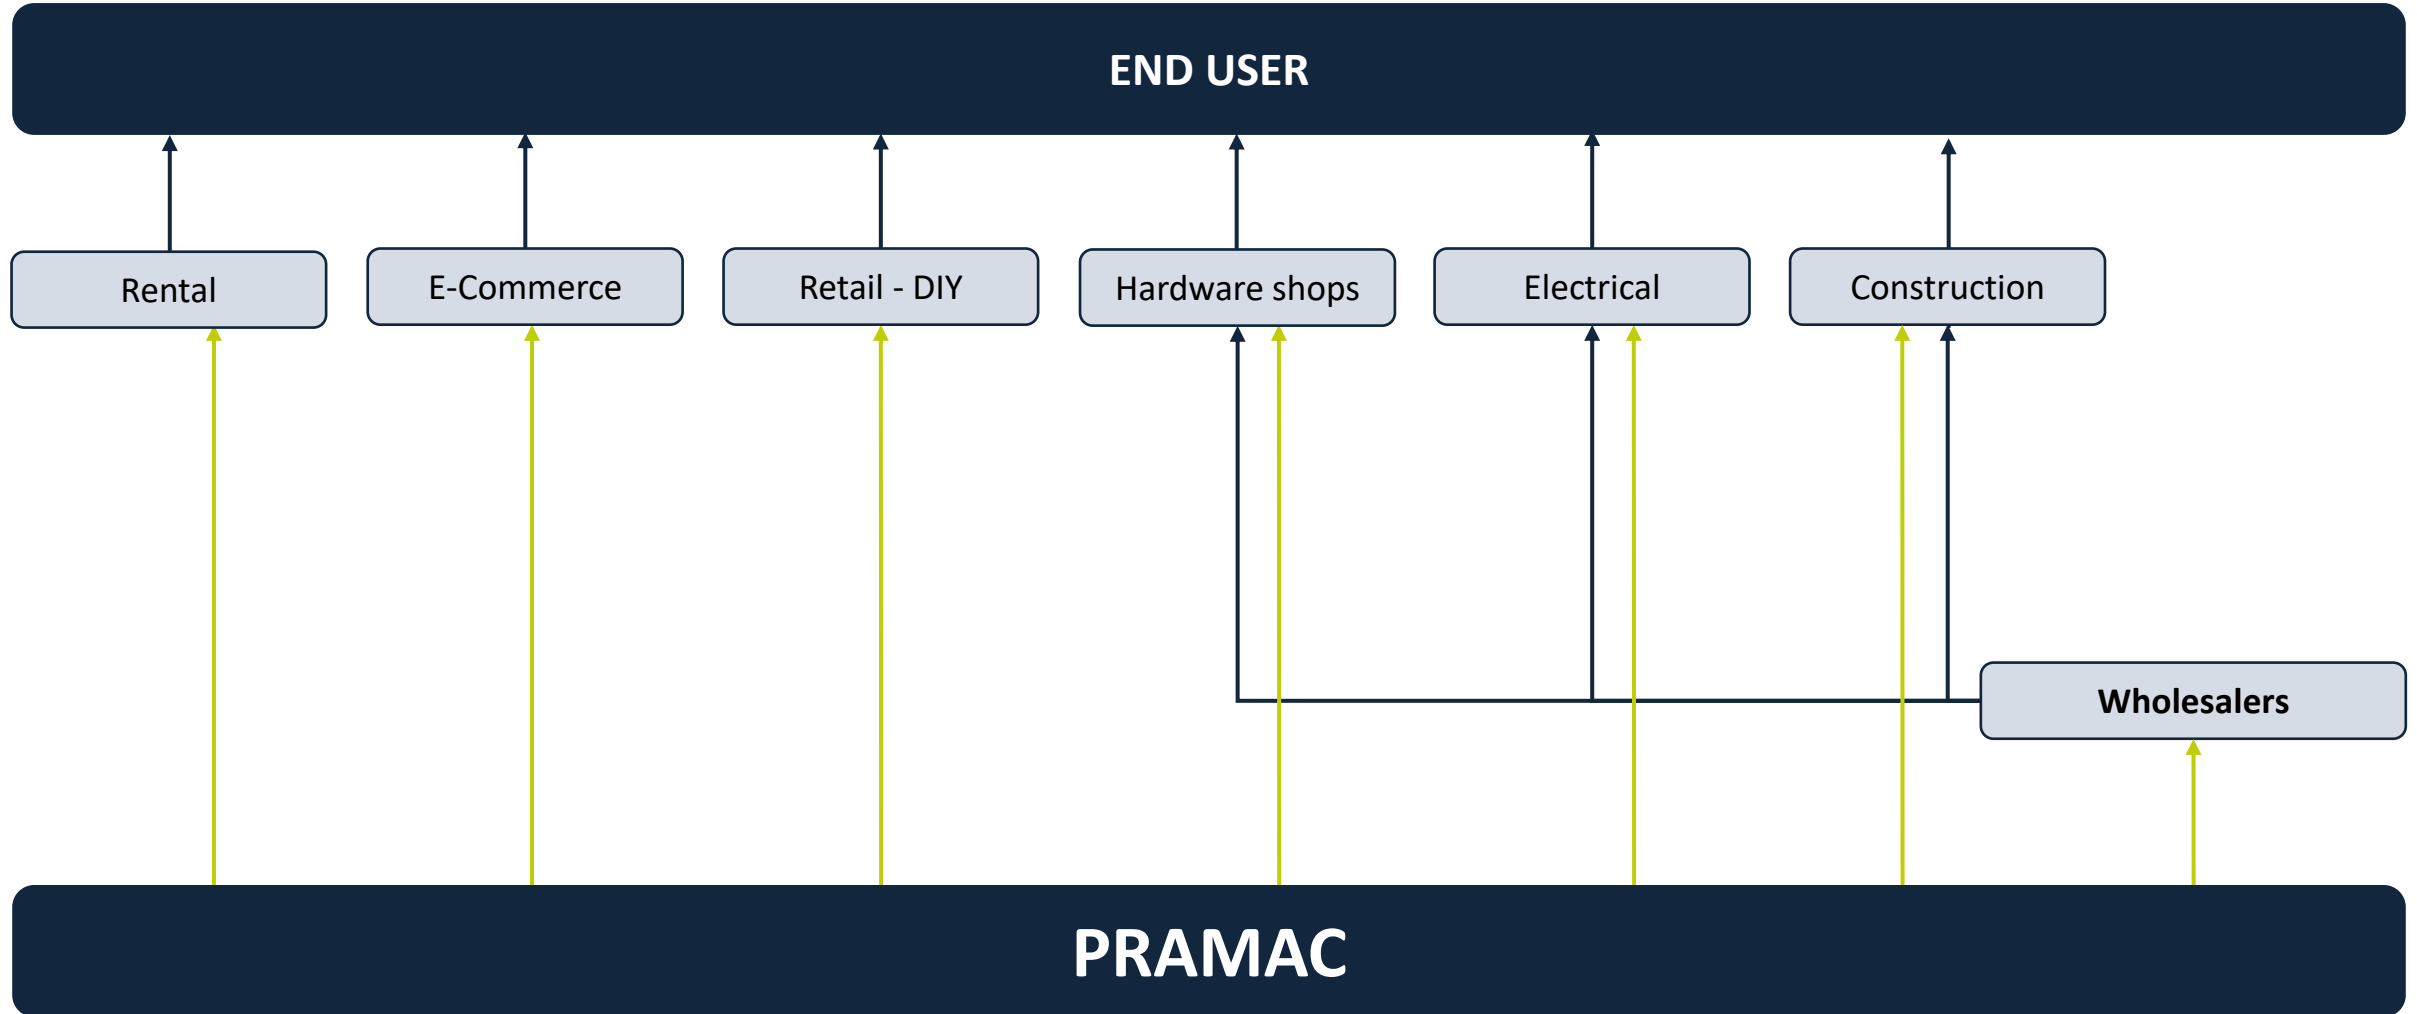 END USER
Rental
E-Commerce
Retail - DIY
Hardware shops
Electrical
Construction
Wholesalers
PRAMAC